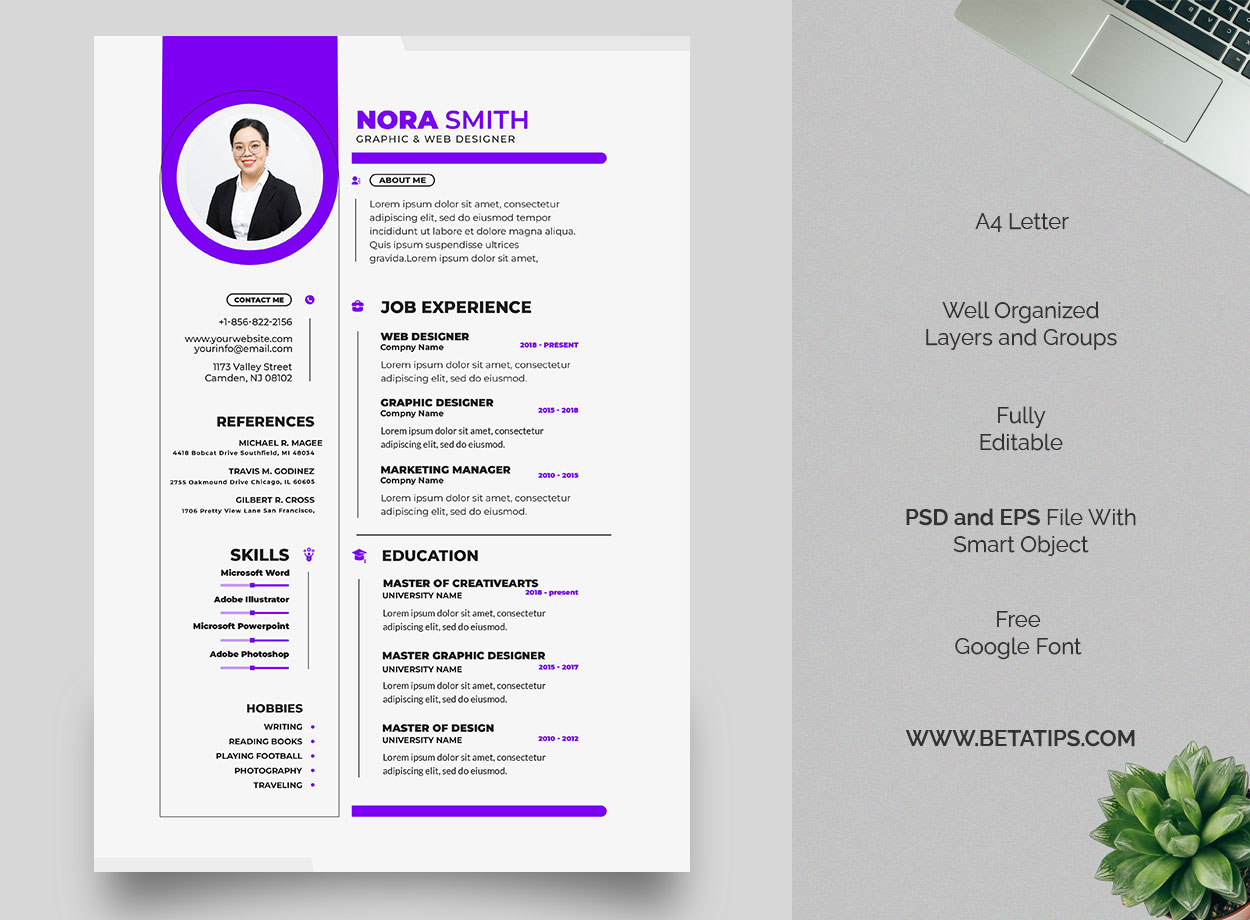 NORA SMITH
GRAPHIC & WEB DESIGNER
ABOUT ME
Lorem ipsum dolor sit amet, consectetur
adipiscing elit, sed do eiusmod tempor
incididunt ut labore et dolore magna aliqua.
Quis ipsum suspendisse ultrices
gravida.Lorem ipsum dolor sit amet,
CONTACT ME
+1-856-822-2156
www.yourwebsite.com
yourinfo@email.com
1173 Valley Street
Camden, NJ 08102
REFERENCES
MICHAEL R. MAGEE
4418 Bobcat Drive Southfield, MI 48034
TRAVIS M. GODINEZ
2755 Oakmound Drive Chicago, IL 60605
GILBERT R. CROSS
1706 Pretty View Lane San Francisco,
SKILLS
Microsoft Word
Adobe Illustrator
Microsoft Powerpoint
Adobe Photoshop
HOBBIES
WRITING
READING BOOKS
PLAYING FOOTBALL
PHOTOGRAPHY
TRAVELING
JOB EXPERIENCE
WEB DESIGNER
Compny Name
2018 - PRESENT
Lorem ipsum dolor sit amet, consectetur
adipiscing elit, sed do eiusmod.
GRAPHIC DESIGNER
Compny Name
2015 - 2018
Lorem ipsum dolor sit amet, consectetur
adipiscing elit, sed do eiusmod.
MARKETING MANAGER
Compny Name
2010 - 2015
Lorem ipsum dolor sit amet, consectetur
adipiscing elit, sed do eiusmod.
EDUCATION
MASTER OF CREATIVEARTS
UNIVERSITY NAME
2018 - present
Lorem ipsum dolor sit amet, consectetur
adipiscing elit, sed do eiusmod.
MASTER GRAPHIC DESIGNER
UNIVERSITY NAME
2015 - 2017
Lorem ipsum dolor sit amet, consectetur
adipiscing elit, sed do eiusmod.
MASTER OF DESIGN
UNIVERSITY NAME
2010 - 2012
Lorem ipsum dolor sit amet, consectetur
adipiscing elit, sed do eiusmod.
A4 Letter
Well Organized
Layers and Groups
Fully
Editable
PSD and EPS File With
Smart Object
Free
Google Font
WWW.BETATIPS.COM